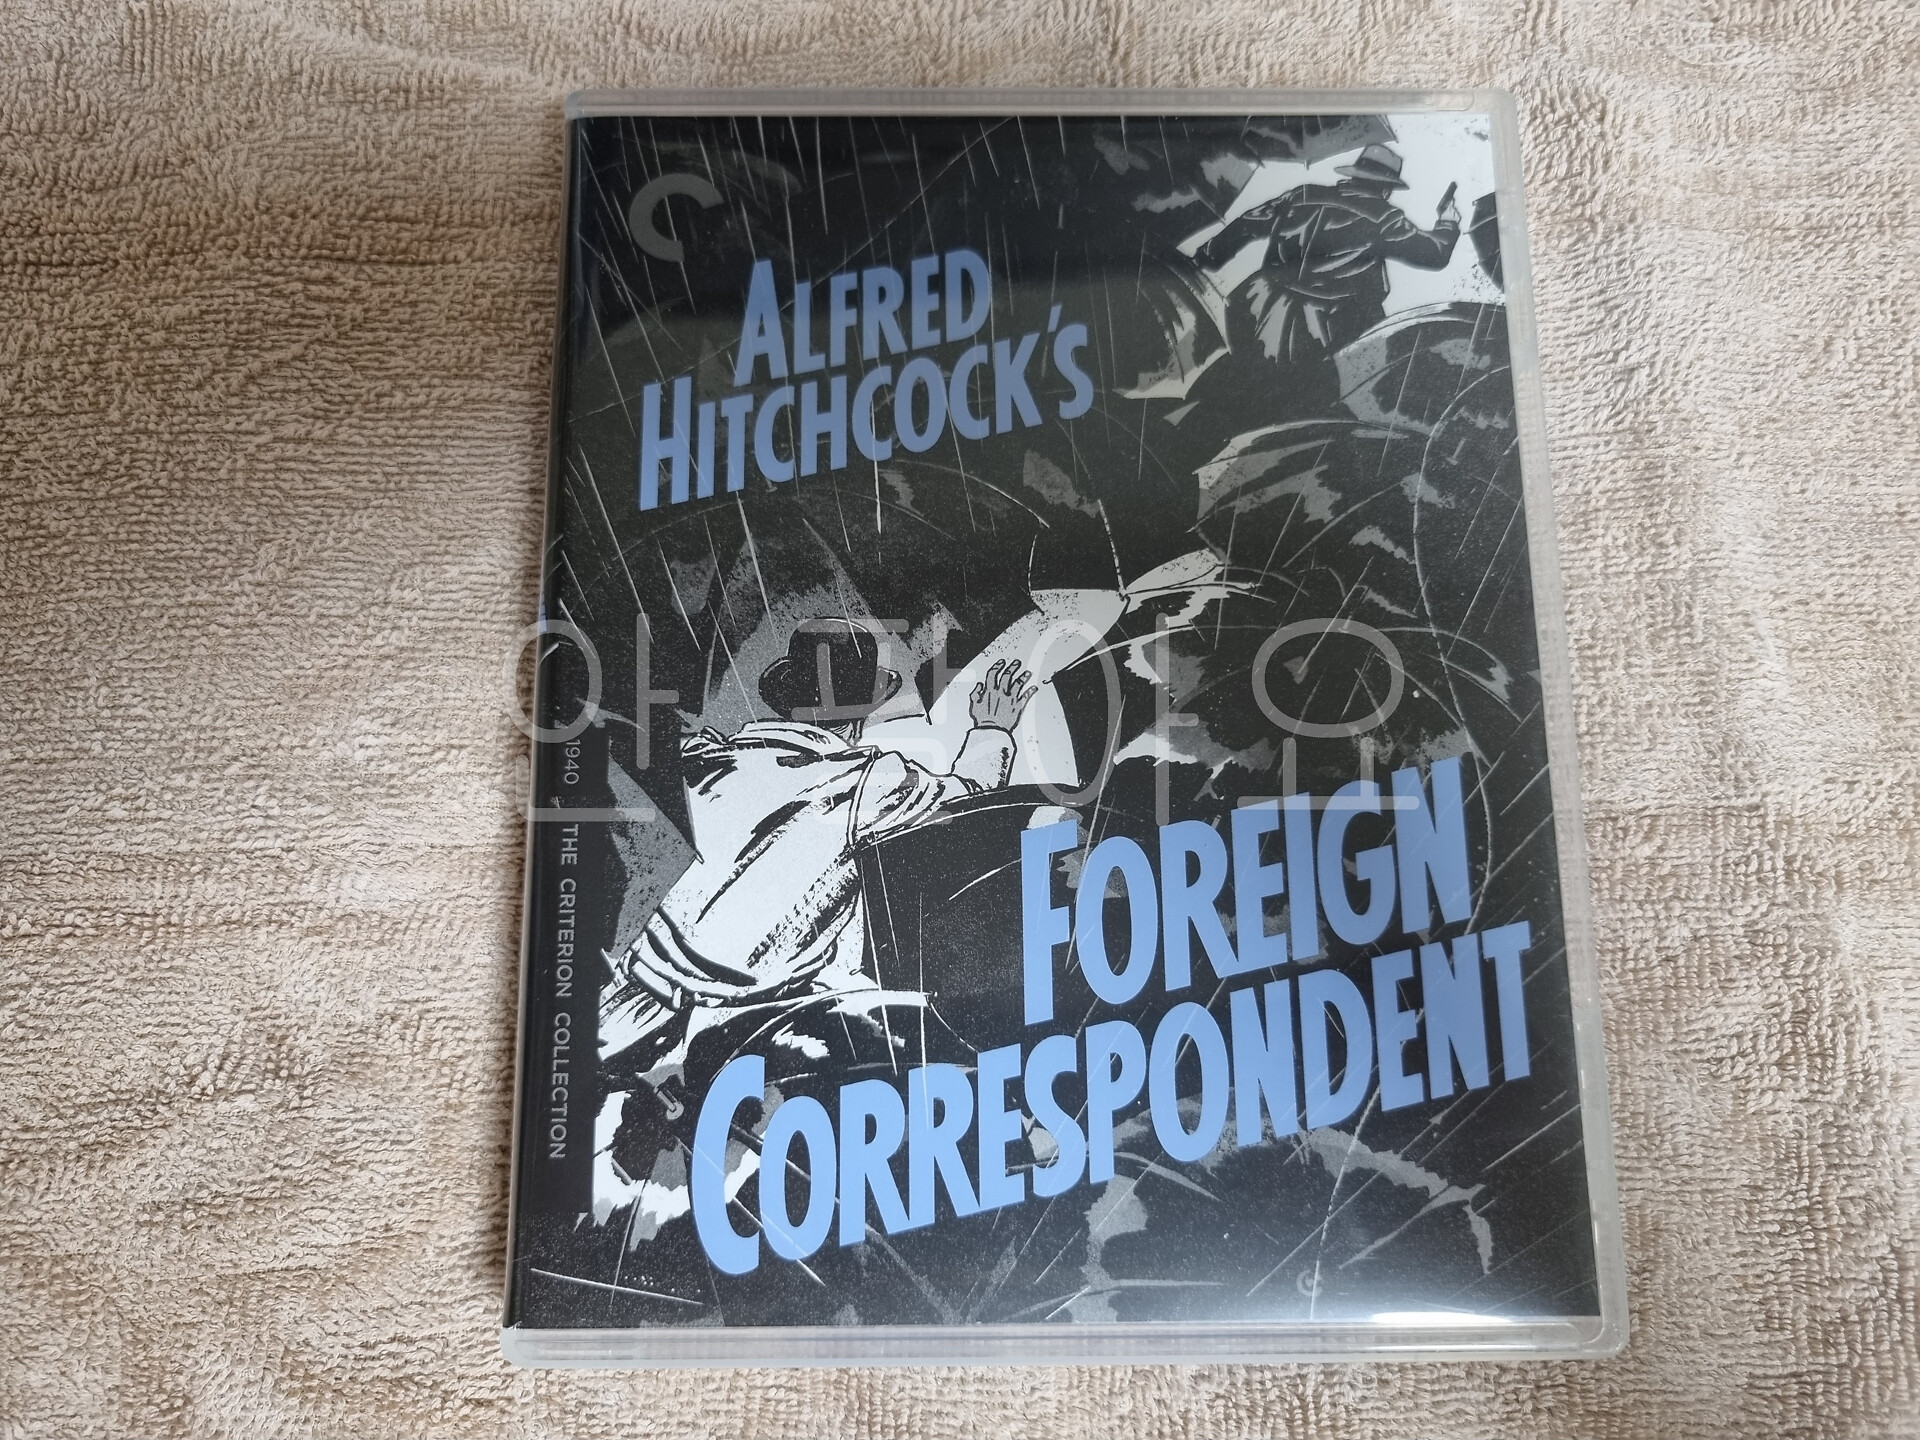 ALFRED
HITCHCOCK'S
FOREIGN
CORRESPONDENT
1940 THE CRITERION COLLECTION